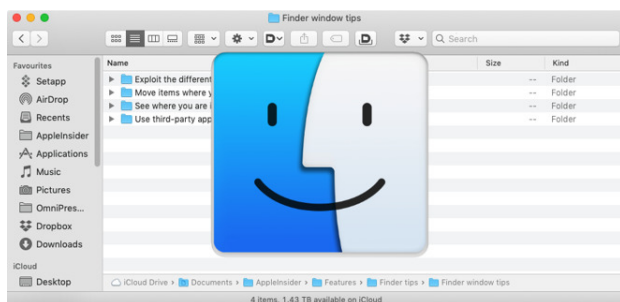 Finder window tips
Search
Favourites
Setapp
AirDrop
Recents
AppleInsider
Applications
Music
Pictures
OmniPres...
Dropbox
Downloads
iCloud
Desktop
Name Size Kind
Exploit the different -- Folder
Move items where y -- Folder
See where you are i -- Folder
Use third-party app -- Folder
iCloud Drive Documents AppleInsider Features Finder tips Finder window tips
4 items, 1.43 TB available on iCloud